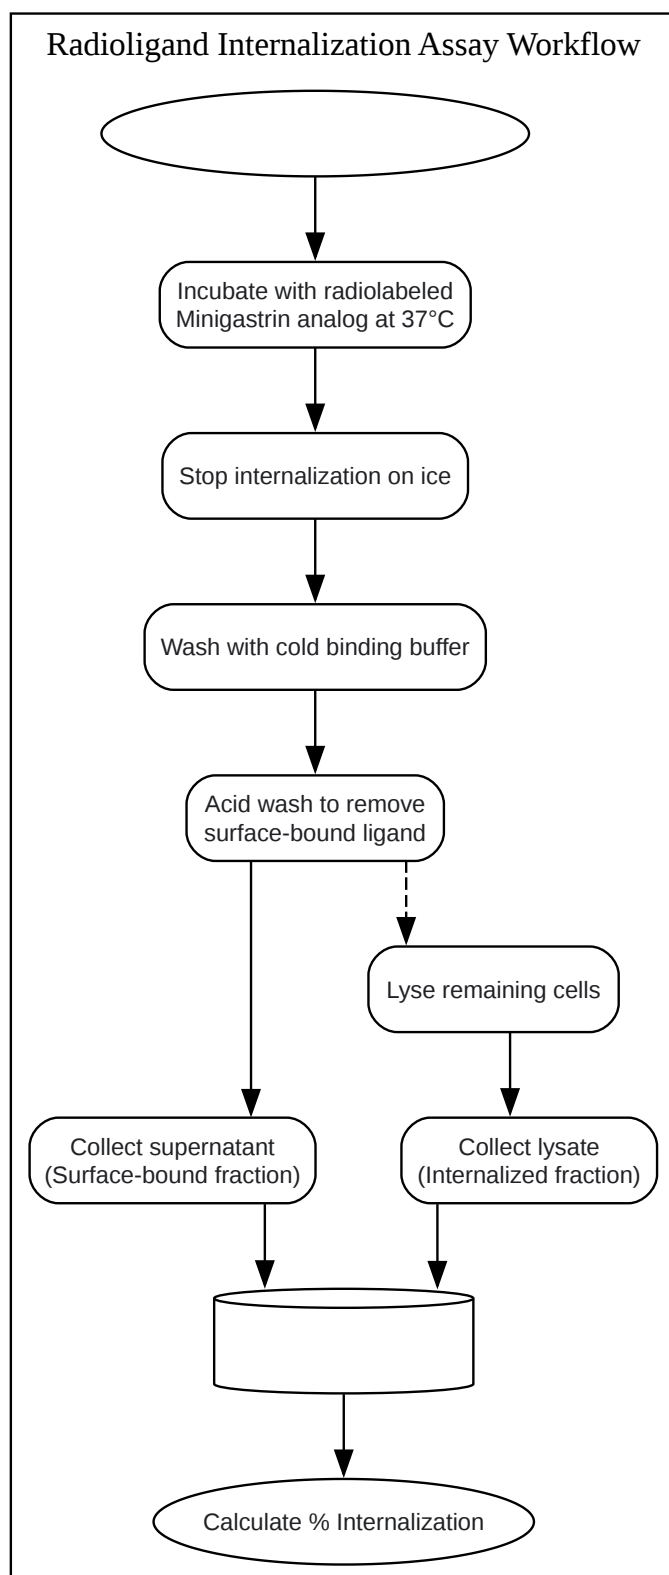 Radioligand Internalization Assay Workflow
Incubate with radiolabeled
Minigastrin analog at 37°C
Stop internalization on ice
Wash with cold binding buffer
Acid wash to remove
surface-bound ligand
Lyse remaining cells
Collect supernatant
(Surface-bound fraction)
Collect lysate
(Internalized fraction)
Calculate % Internalization